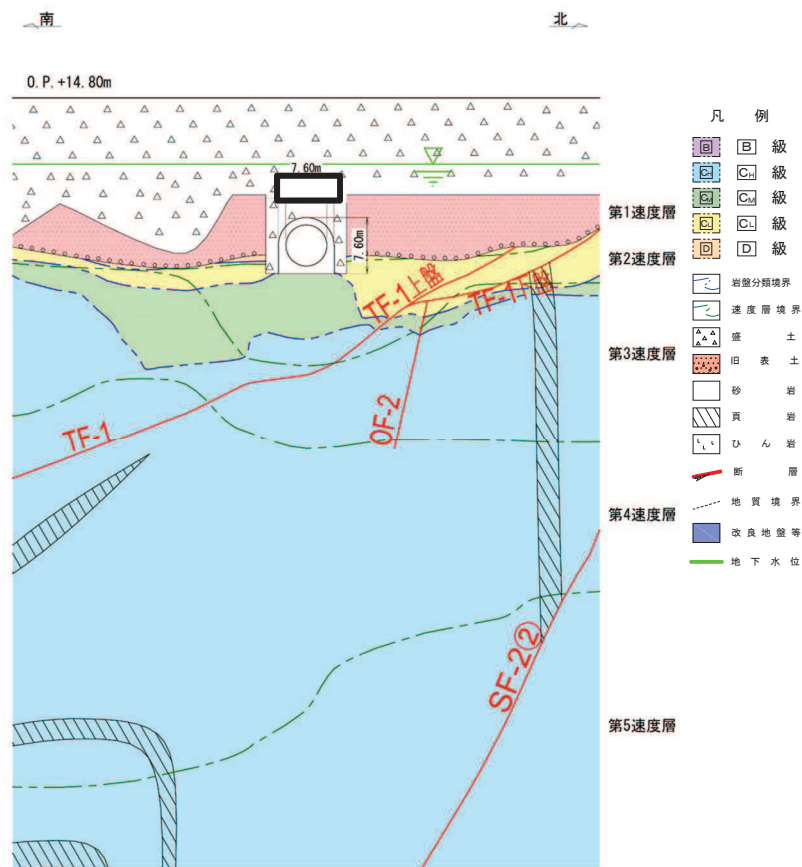 南
北
O.P.+14.80m
7.60m
7.60m
TF-1上盤
TF-1下盤
TF-1
OF-2
SF-2②
第1速度層
第2速度層
第3速度層
第4速度層
第5速度層
凡 例
B B 級
CH CH 級
CM CM 級
CL CL 級
D D 級
岩盤分類境界
速度層境界
盛 土
旧 表 土
砂 岩
頁 岩
ひ ん 岩
断 層
地 質 境 界
改 良 地 盤 等
地 下 水 位